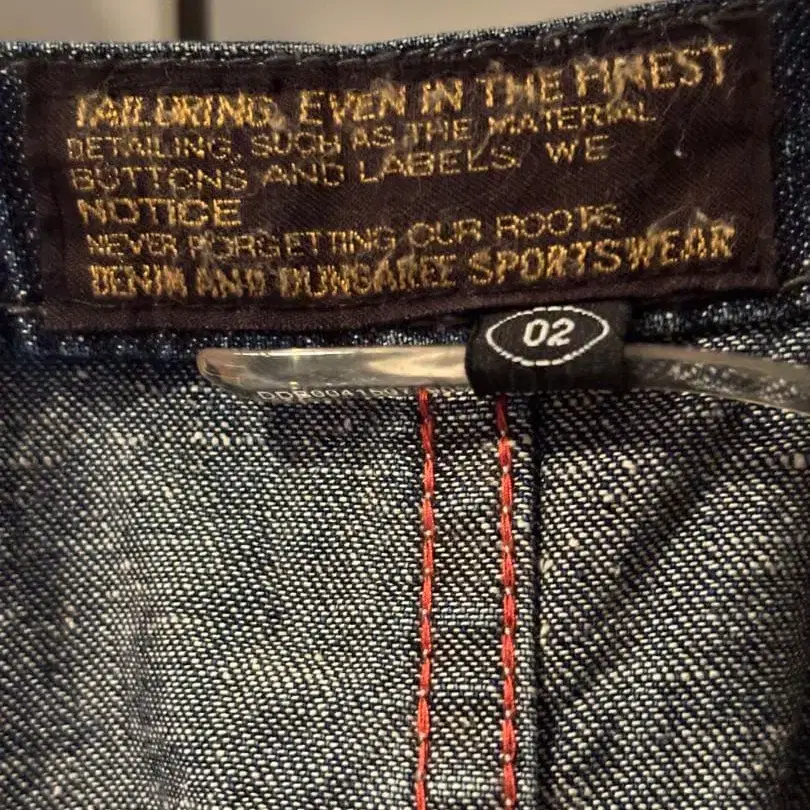 TAILORING, EVEN IN THE FINEST
DETAILING, SUCH AS THE MATERIAL
BUTTONS AND LABELS. WE
NOTICE
NEVER FORGETTING OUR ROOTS
DENIM AND DUNGAREE SPORTSWEAR
02